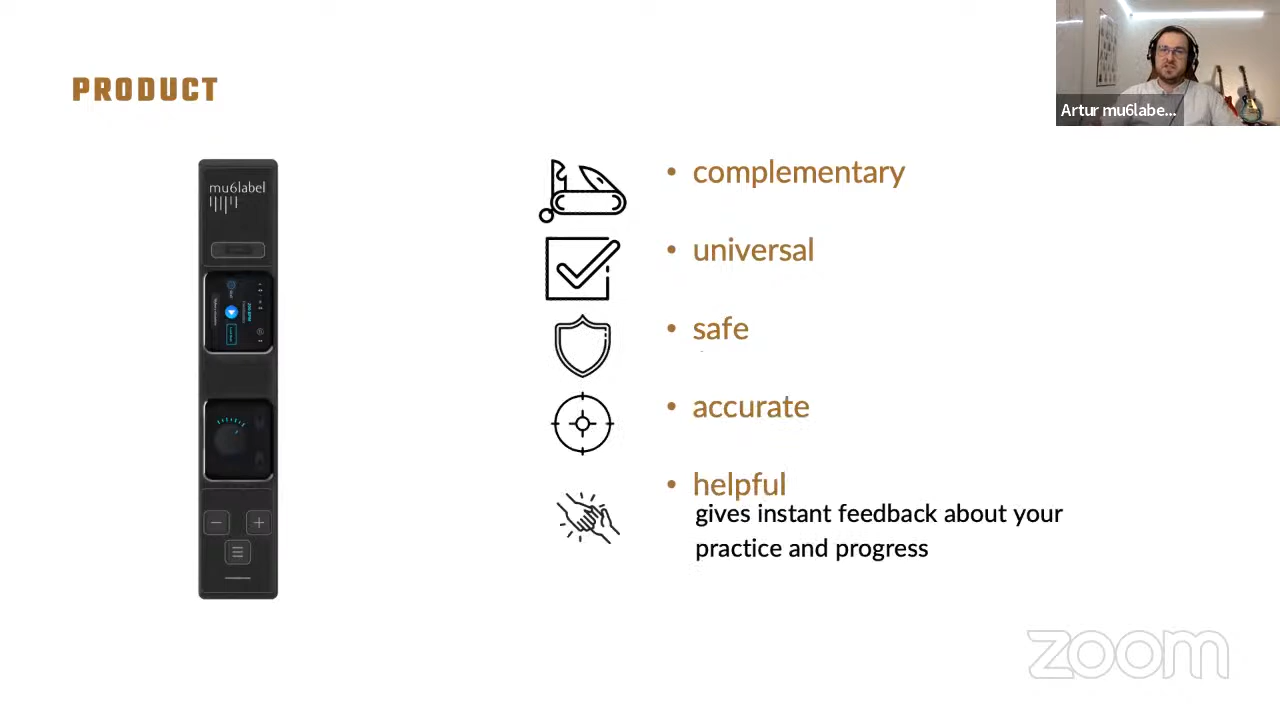 PRODUCT
Artur mu6labe...
mu6label
• complementary
• universal
• safe
• accurate
• helpful
gives instant feedback about your
practice and progress
zoom